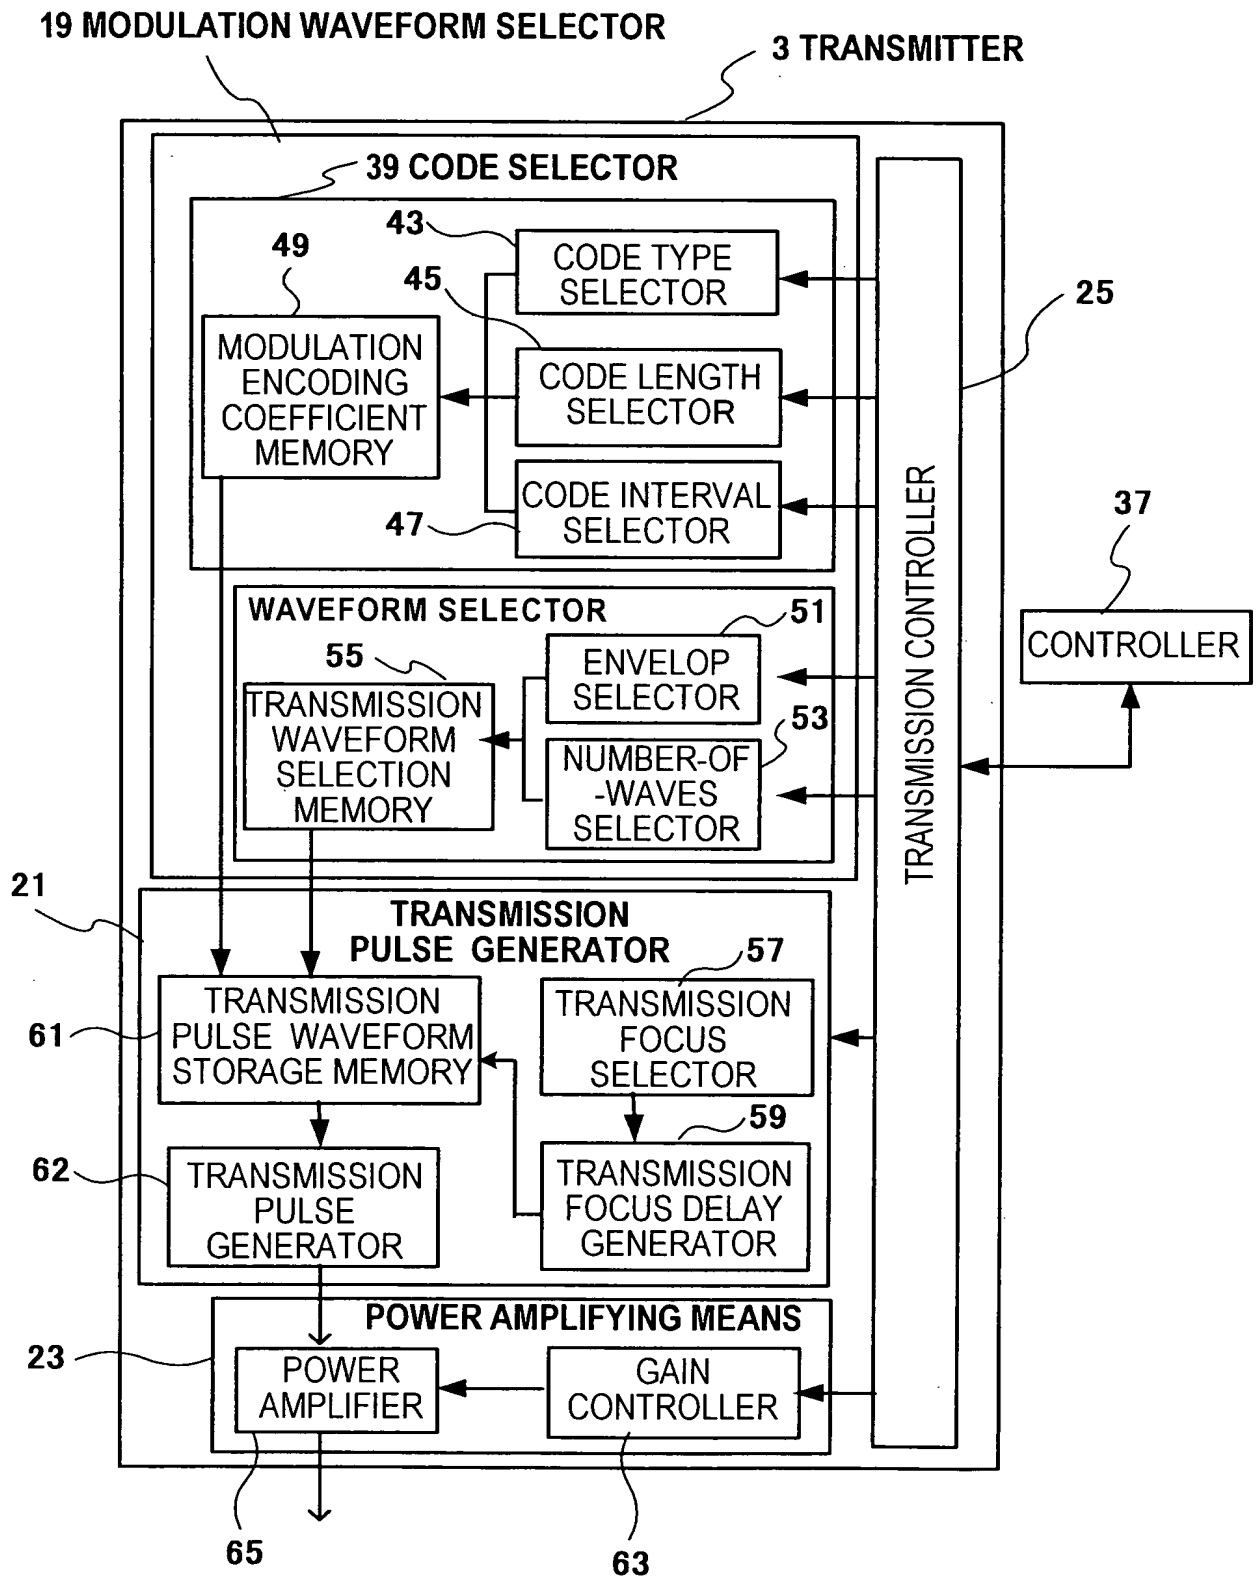 19 MODULATION WAVEFORM SELECTOR
3 TRANSMITTER
39 CODE SELECTOR
43
CODE TYPE
SELECTOR
49
45
25
MODULATION
ENCODING
COEFFICIENT
MEMORY
CODE LENGTH
SELECTOR
CODE INTERVAL
SELECTOR
47
TRANSMISSION CONTROLLER
37
CONTROLLER
WAVEFORM SELECTOR
51
ENVELOP
SELECTOR
55
TRANSMISSION
WAVEFORM
SELECTION
MEMORY
53
NUMBER-OF
-WAVES
SELECTOR
21
TRANSMISSION
PULSE GENERATOR
57
TRANSMISSION
FOCUS
SELECTOR
61
TRANSMISSION
PULSE WAVEFORM
STORAGE MEMORY
59
TRANSMISSION
FOCUS DELAY
GENERATOR
62
TRANSMISSION
PULSE
GENERATOR
POWER AMPLIFYING MEANS
23
POWER
AMPLIFIER
GAIN
CONTROLLER
65
63